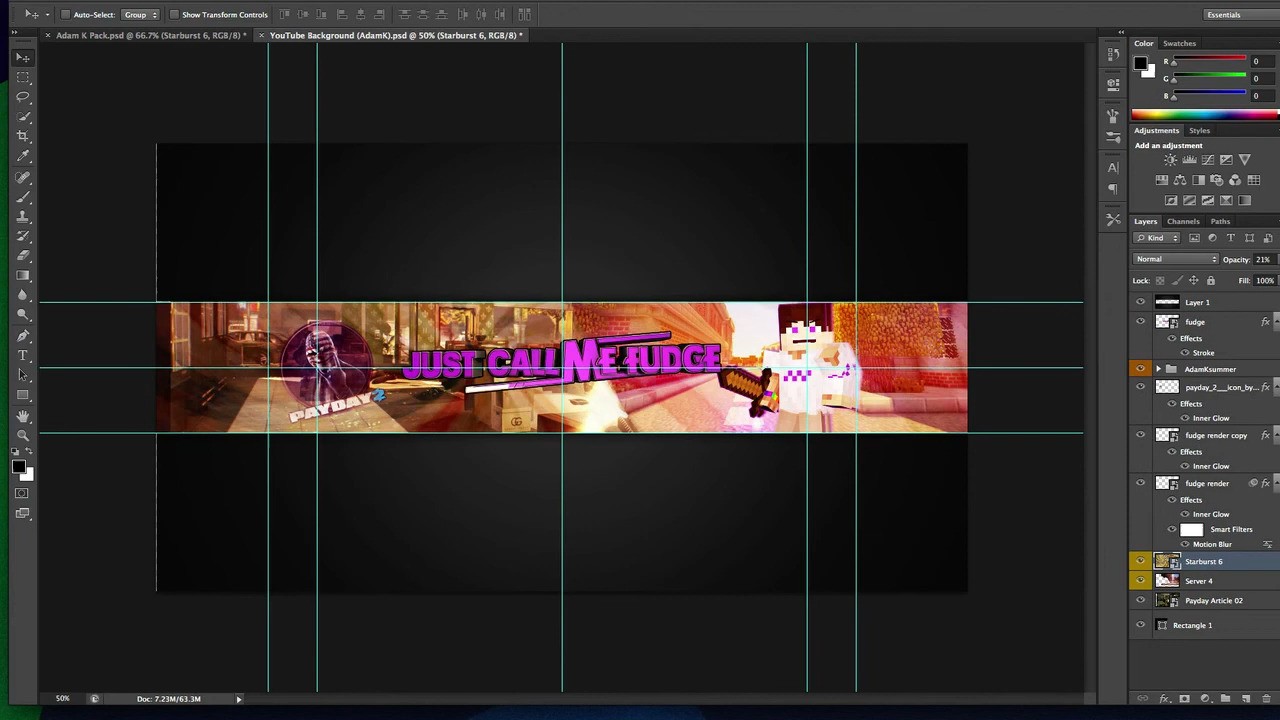 Auto-Select: Group Show Transform Controls Essentials
Adam K Pack.psd @ 66.7% (Starburst 6, RGB/8) * YouTube Background (AdamK).psd @ 50% (Starburst 6, RGB/8) *
Color Swatches
R 0
G 0
B 0
Adjustments Styles
Add an adjustment
Layers Channels Paths
Kind
Normal Opacity: 21%
Lock: Fill: 100%
Layer 1
fudge fx
Effects
Stroke
AdamKsummer
payday_2___icon_by...
Effects
Inner Glow
fudge render copy fx
Effects
Inner Glow
fudge render fx
Effects
Inner Glow
Smart Filters
Motion Blur
Starburst 6
Server 4
Payday Article 02
Rectangle 1
JUST CALL ME FUDGE
PAYDAY 2
50% Doc: 7.23M/63.3M